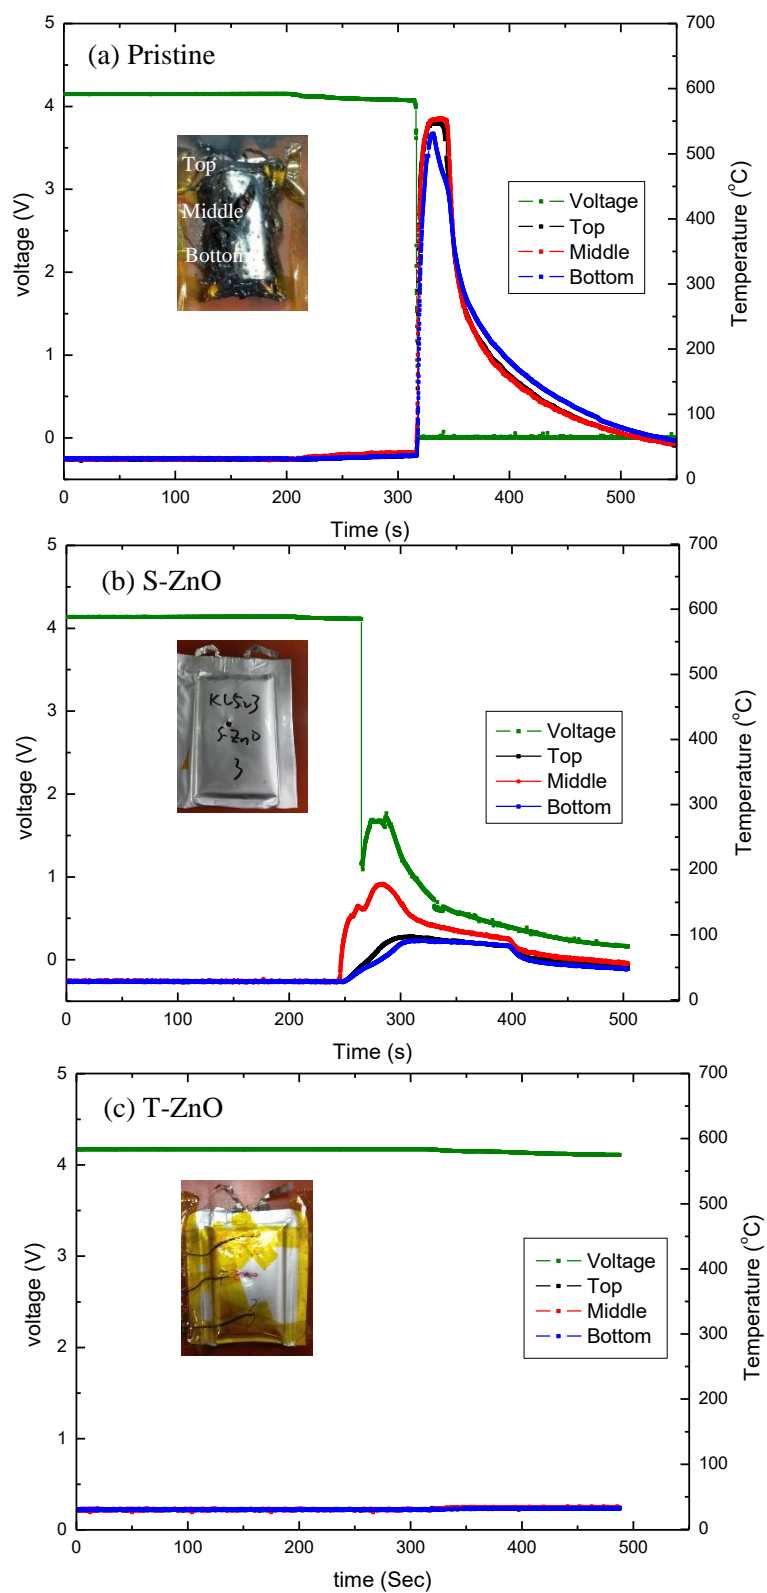 (a) Pristine
voltage (V)
5
4
3
2
1
0
Top
Middle
Bottom
Voltage
Top
Middle
Bottom
700
600
500
400
300
200
100
0
Temperature (°C)
0 100 200 300 400 500
Time (s)
(b) S-ZnO
voltage (V)
5
4
3
2
1
0
S-ZnO
3
Voltage
Top
Middle
Bottom
700
600
500
400
300
200
100
0
Temperature (°C)
0 100 200 300 400 500
Time (s)
(c) T-ZnO
voltage (V)
5
4
3
2
1
0
Voltage
Top
Middle
Bottom
700
600
500
400
300
200
100
0
Temperature (°C)
0 100 200 300 400 500
time (Sec)